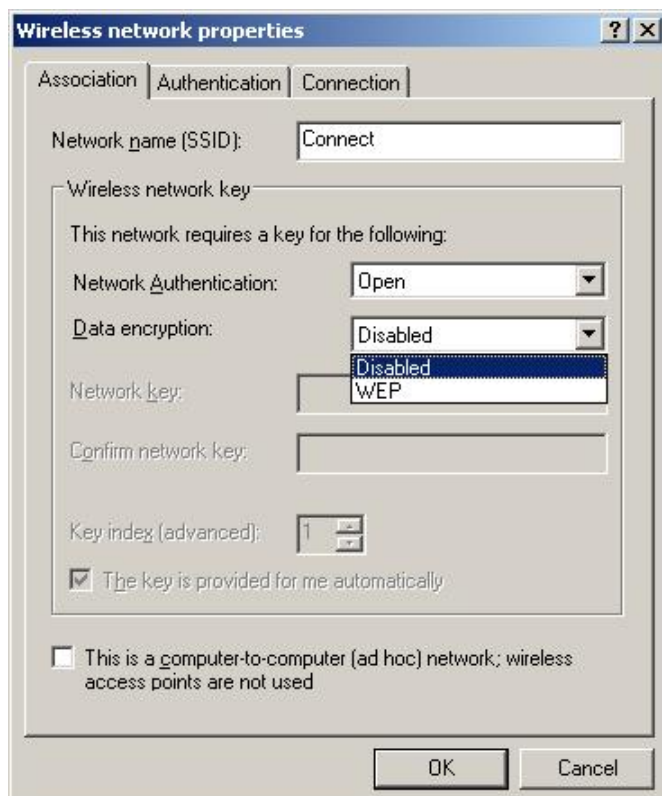 Wireless network properties
Association Authentication Connection
Network name (SSID): Connect
Wireless network key
This network requires a key for the following:
Network Authentication: Open
Data encryption: Disabled
Disabled
WEP
Network key:
Confirm network key:
Key index (advanced): 1
The key is provided for me automatically
This is a computer-to-computer (ad hoc) network; wireless
access points are not used
OK Cancel